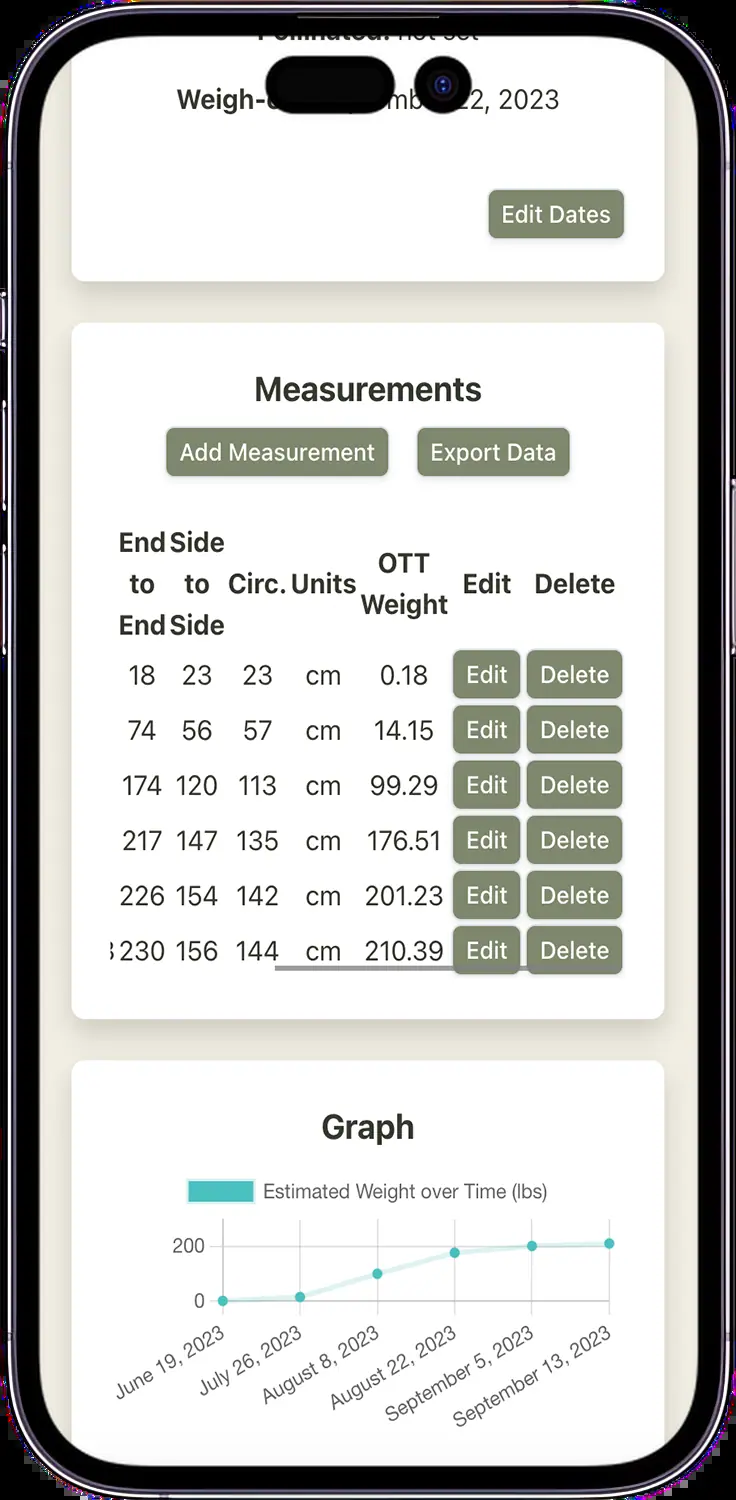 Pollinated: not set
Weigh- 22, 2023
Edit Dates
Measurements
Add Measurement Export Data
End to End Side to Side Circ. Units OTT Weight Edit Delete
18 23 23 cm 0.18 Edit Delete
74 56 57 cm 14.15 Edit Delete
174 120 113 cm 99.29 Edit Delete
217 147 135 cm 176.51 Edit Delete
226 154 142 cm 201.23 Edit Delete
230 156 144 cm 210.39 Edit Delete
Graph
Estimated Weight over Time (lbs)
200
0
June 19, 2023 July 26, 2023 August 8, 2023 August 22, 2023 September 5, 2023 September 13, 2023